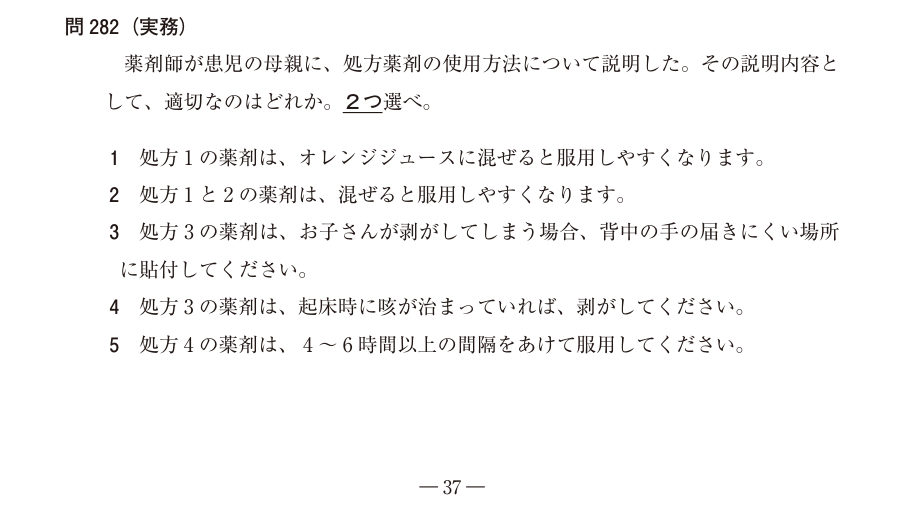 問 282（実務）
薬剤師が患児の母親に、処方薬剤の使用方法について説明した。その説明内容と
して、適切なのはどれか。２つ選べ。
1 処方１の薬剤は、オレンジジュースに混ぜると服用しやすくなります。
2 処方１と２の薬剤は、混ぜると服用しやすくなります。
3 処方３の薬剤は、お子さんが剥がしてしまう場合、背中の手の届きにくい場所
に貼付してください。
4 処方３の薬剤は、起床時に咳が治まっていれば、剥がしてください。
5 処方４の薬剤は、４～６時間以上の間隔をあけて服用してください。
— 37 —